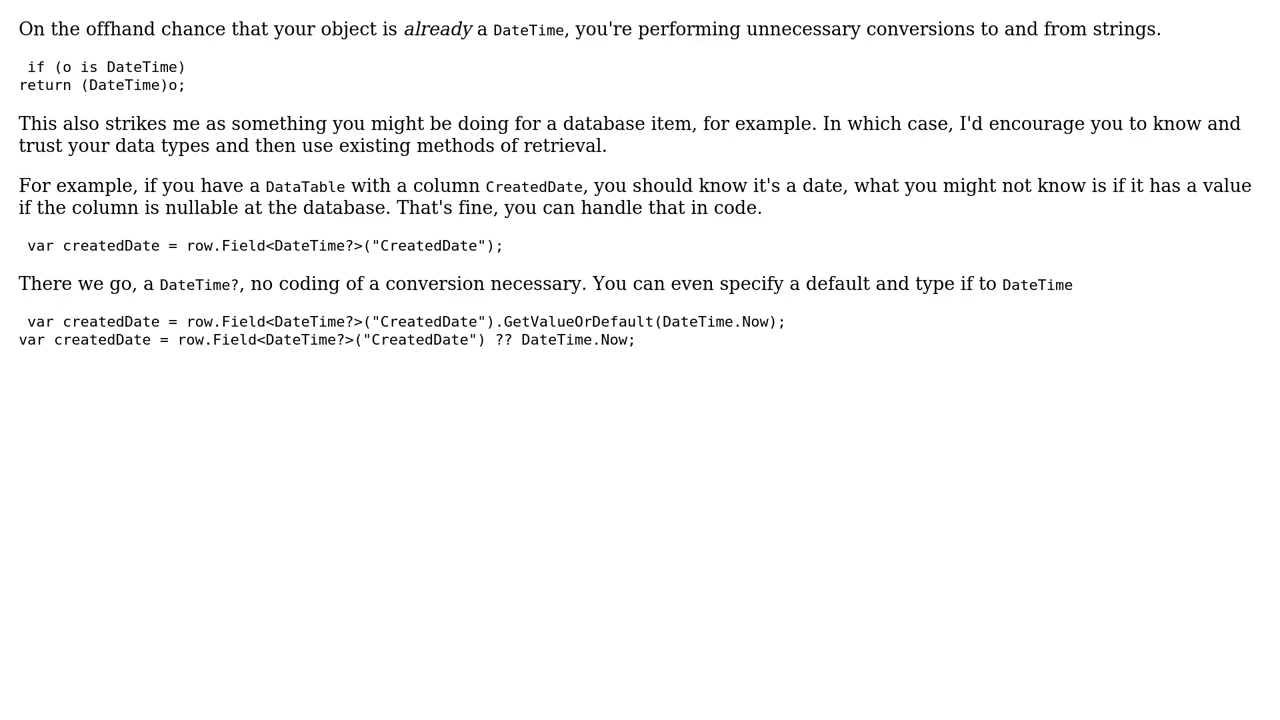 On the offhand chance that your object is already a DateTime, you're performing unnecessary conversions to and from strings.
if (o is DateTime)
return (DateTime)o;
This also strikes me as something you might be doing for a database item, for example. In which case, I'd encourage you to know and
trust your data types and then use existing methods of retrieval.
For example, if you have a DataTable with a column CreatedDate, you should know it's a date, what you might not know is if it has a value
if the column is nullable at the database. That's fine, you can handle that in code.
var createdDate = row.Field<DateTime?>("CreatedDate");
There we go, a DateTime?, no coding of a conversion necessary. You can even specify a default and type if to DateTime
var createdDate = row.Field<DateTime?>("CreatedDate").GetValueOrDefault(DateTime.Now);
var createdDate = row.Field<DateTime?>("CreatedDate") ?? DateTime.Now;